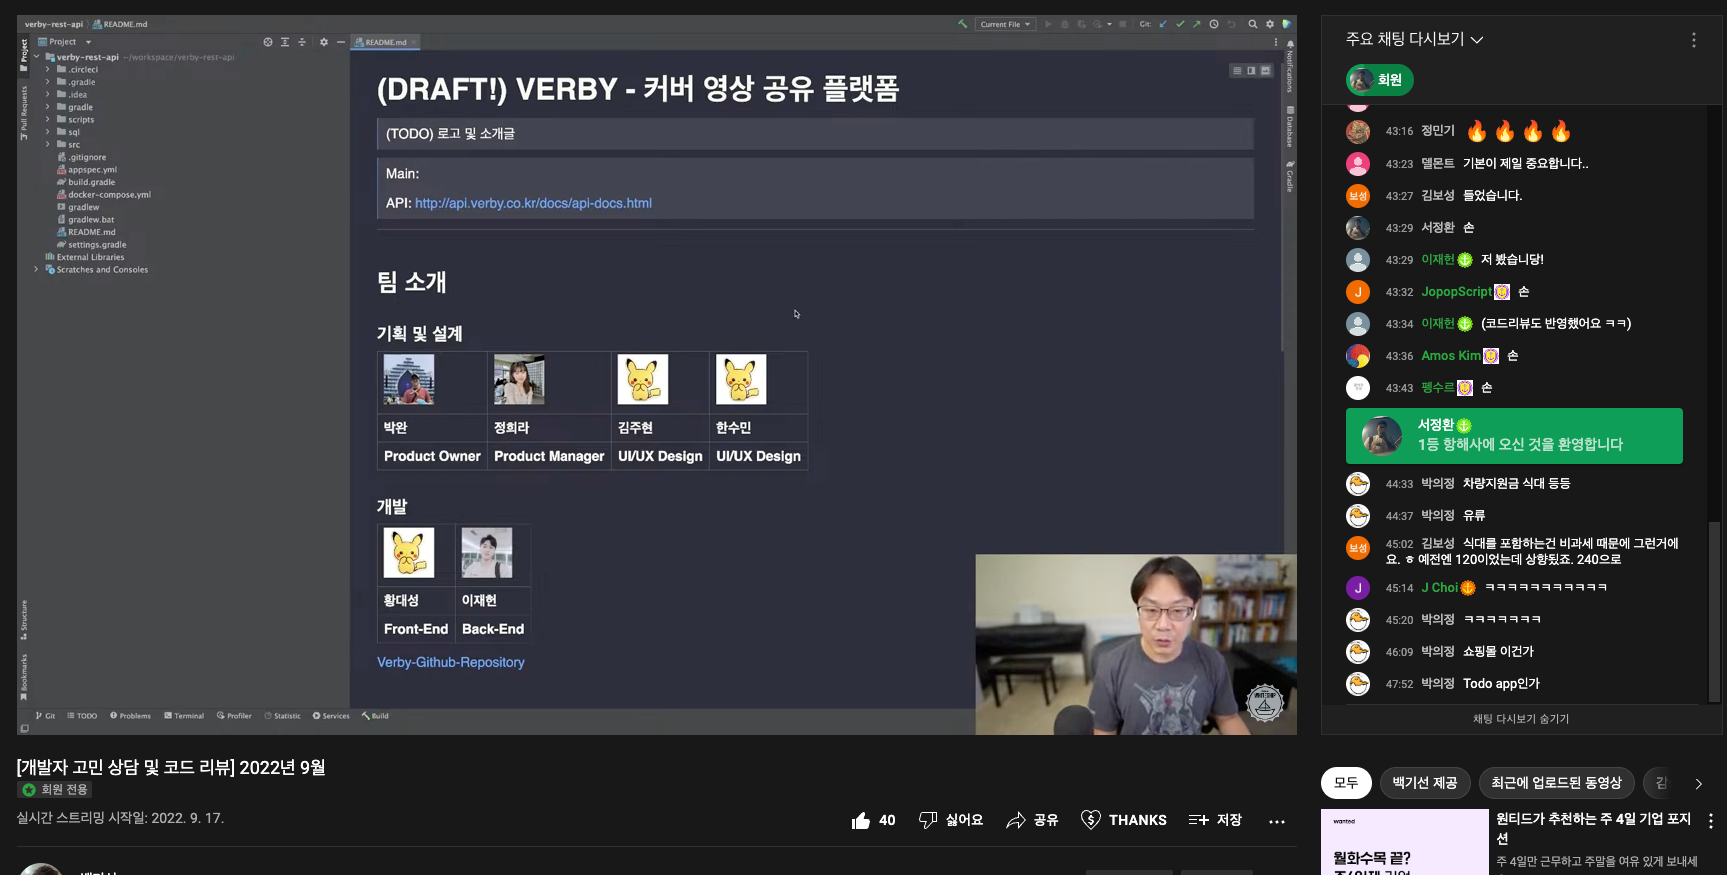 verby-rest-api
README.md
Current File
Git:
Project
README.md
verby-rest-api ~/workspace/verby-rest-api
.circleci
.gradle
.idea
gradle
scripts
sql
src
.gitignore
appspec.yml
build.gradle
docker-compose.yml
gradlew
gradlew.bat
README.md
settings.gradle
External Libraries
Scratches and Consoles
Project
Pull Requests
Structure
Bookmarks
(DRAFT!) VERBY - 커버 영상 공유 플랫폼
(TODO) 로고 및 소개글
Main:
API: http://api.verby.co.kr/docs/api-docs.html
팀 소개
기획 및 설계
박완 정희라 김주현 한수민
Product Owner Product Manager UI/UX Design UI/UX Design
개발
황대성 이재헌
Front-End Back-End
Verby-Github-Repository
Notifications
Database
Gradle
WHITESHIP
Git TODO Problems Terminal Profiler Statistic Services Build
[개발자 고민 상담 및 코드 리뷰] 2022년 9월
회원 전용
실시간 스트리밍 시작일: 2022. 9. 17.
40 싫어요 공유 THANKS 저장
주요 채팅 다시보기
회원
43:16 정민기
43:23 델몬트 기본이 제일 중요합니다..
43:27 김보성 들었습니다.
보성
43:29 서정환 손
43:29 이재헌 저 봤습니당!
J 43:32 JopopScript 손
43:34 이재헌 (코드리뷰도 반영했어요 ㅋㅋ)
43:36 Amos Kim 손
43:43 펭수르 손
서정환
1등 항해사에 오신 것을 환영합니다
44:33 박의정 차량지원금 식대 등등
44:37 박의정 유류
보성
45:02 김보성 식대를 포함하는건 비과세 때문에 그런거에
요. ㅎ 예전엔 120이었는데 상향됬죠. 240으로
J 45:14 J Choi ㅋㅋㅋㅋㅋㅋㅋㅋㅋㅋㅋ
45:20 박의정 ㅋㅋㅋㅋㅋㅋㅋ
46:09 박의정 쇼핑몰 이건가
47:52 박의정 Todo app인가
채팅 다시보기 숨기기
모두 백기선 제공 최근에 업로드된 동영상
wanted
월화수목 끝?
원티드가 추천하는 주 4일 기업 포지
션
주 4일만 근무하고 주말을 여유 있게 보내세